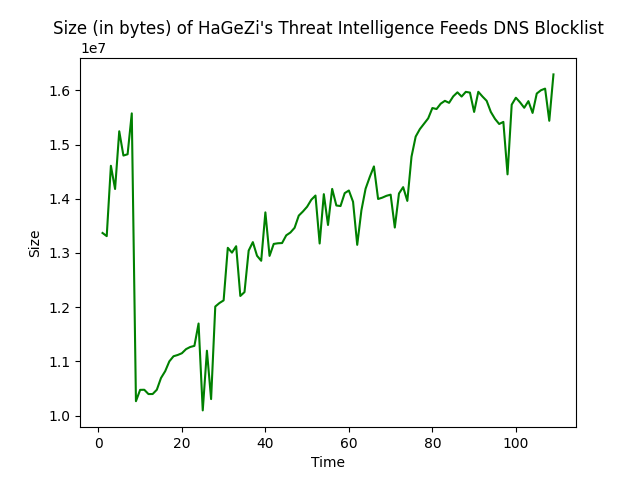 Size (in bytes) of HaGeZi's Threat Intelligence Feeds DNS Blocklist
1e7
1.6
1.5
1.4
1.3
1.2
1.1
1.0
Size
0 20 40 60 80 100
Time